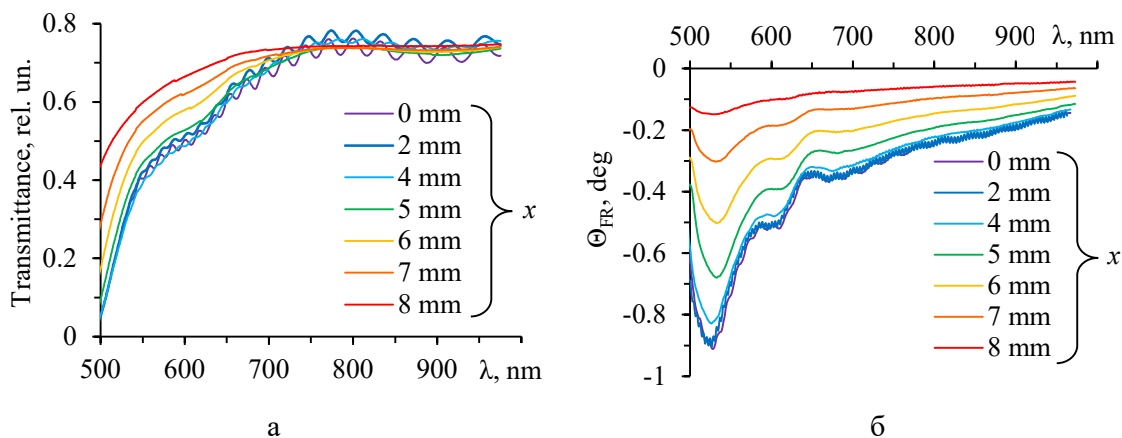 Transmittance, rel. un.
0.8
0.6
0.4
0.2
0
500
600
700
800
900
λ, nm
0 mm
2 mm
4 mm
5 mm
6 mm
7 mm
8 mm
x
а
500
600
700
800
900
λ, nm
ΘFR, deg
0
-0.2
-0.4
-0.6
-0.8
-1
0 mm
2 mm
4 mm
5 mm
6 mm
7 mm
8 mm
x
б